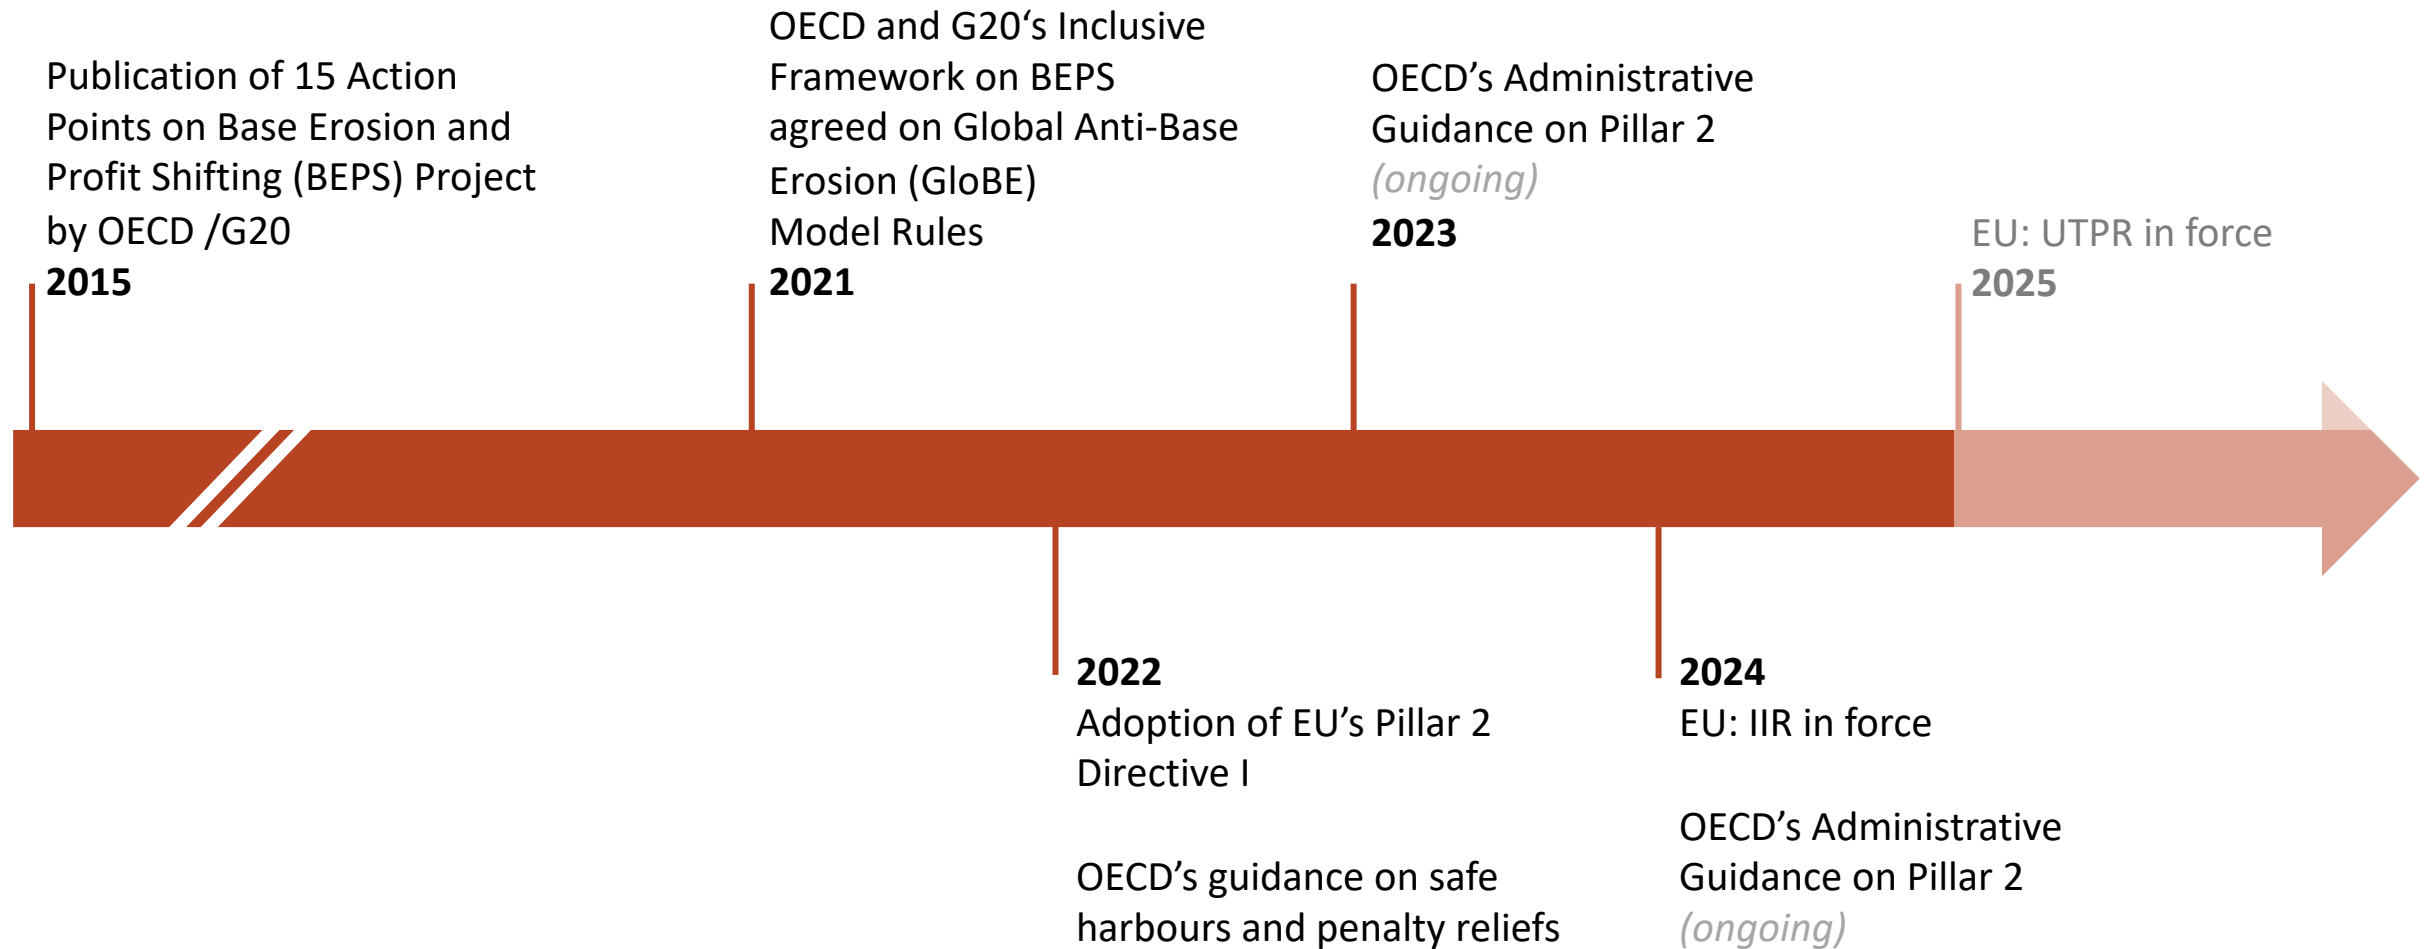 Publication of 15 Action
Points on Base Erosion and
Profit Shifting (BEPS) Project
by OECD /G20
2015
OECD and G20‘s Inclusive
Framework on BEPS
agreed on Global Anti-Base
Erosion (GloBE)
Model Rules
2021
OECD’s Administrative
Guidance on Pillar 2
(ongoing)
2023
EU: UTPR in force
2025
2022
Adoption of EU’s Pillar 2
Directive I
OECD’s guidance on safe
harbours and penalty reliefs
2024
EU: IIR in force
OECD’s Administrative
Guidance on Pillar 2
(ongoing)